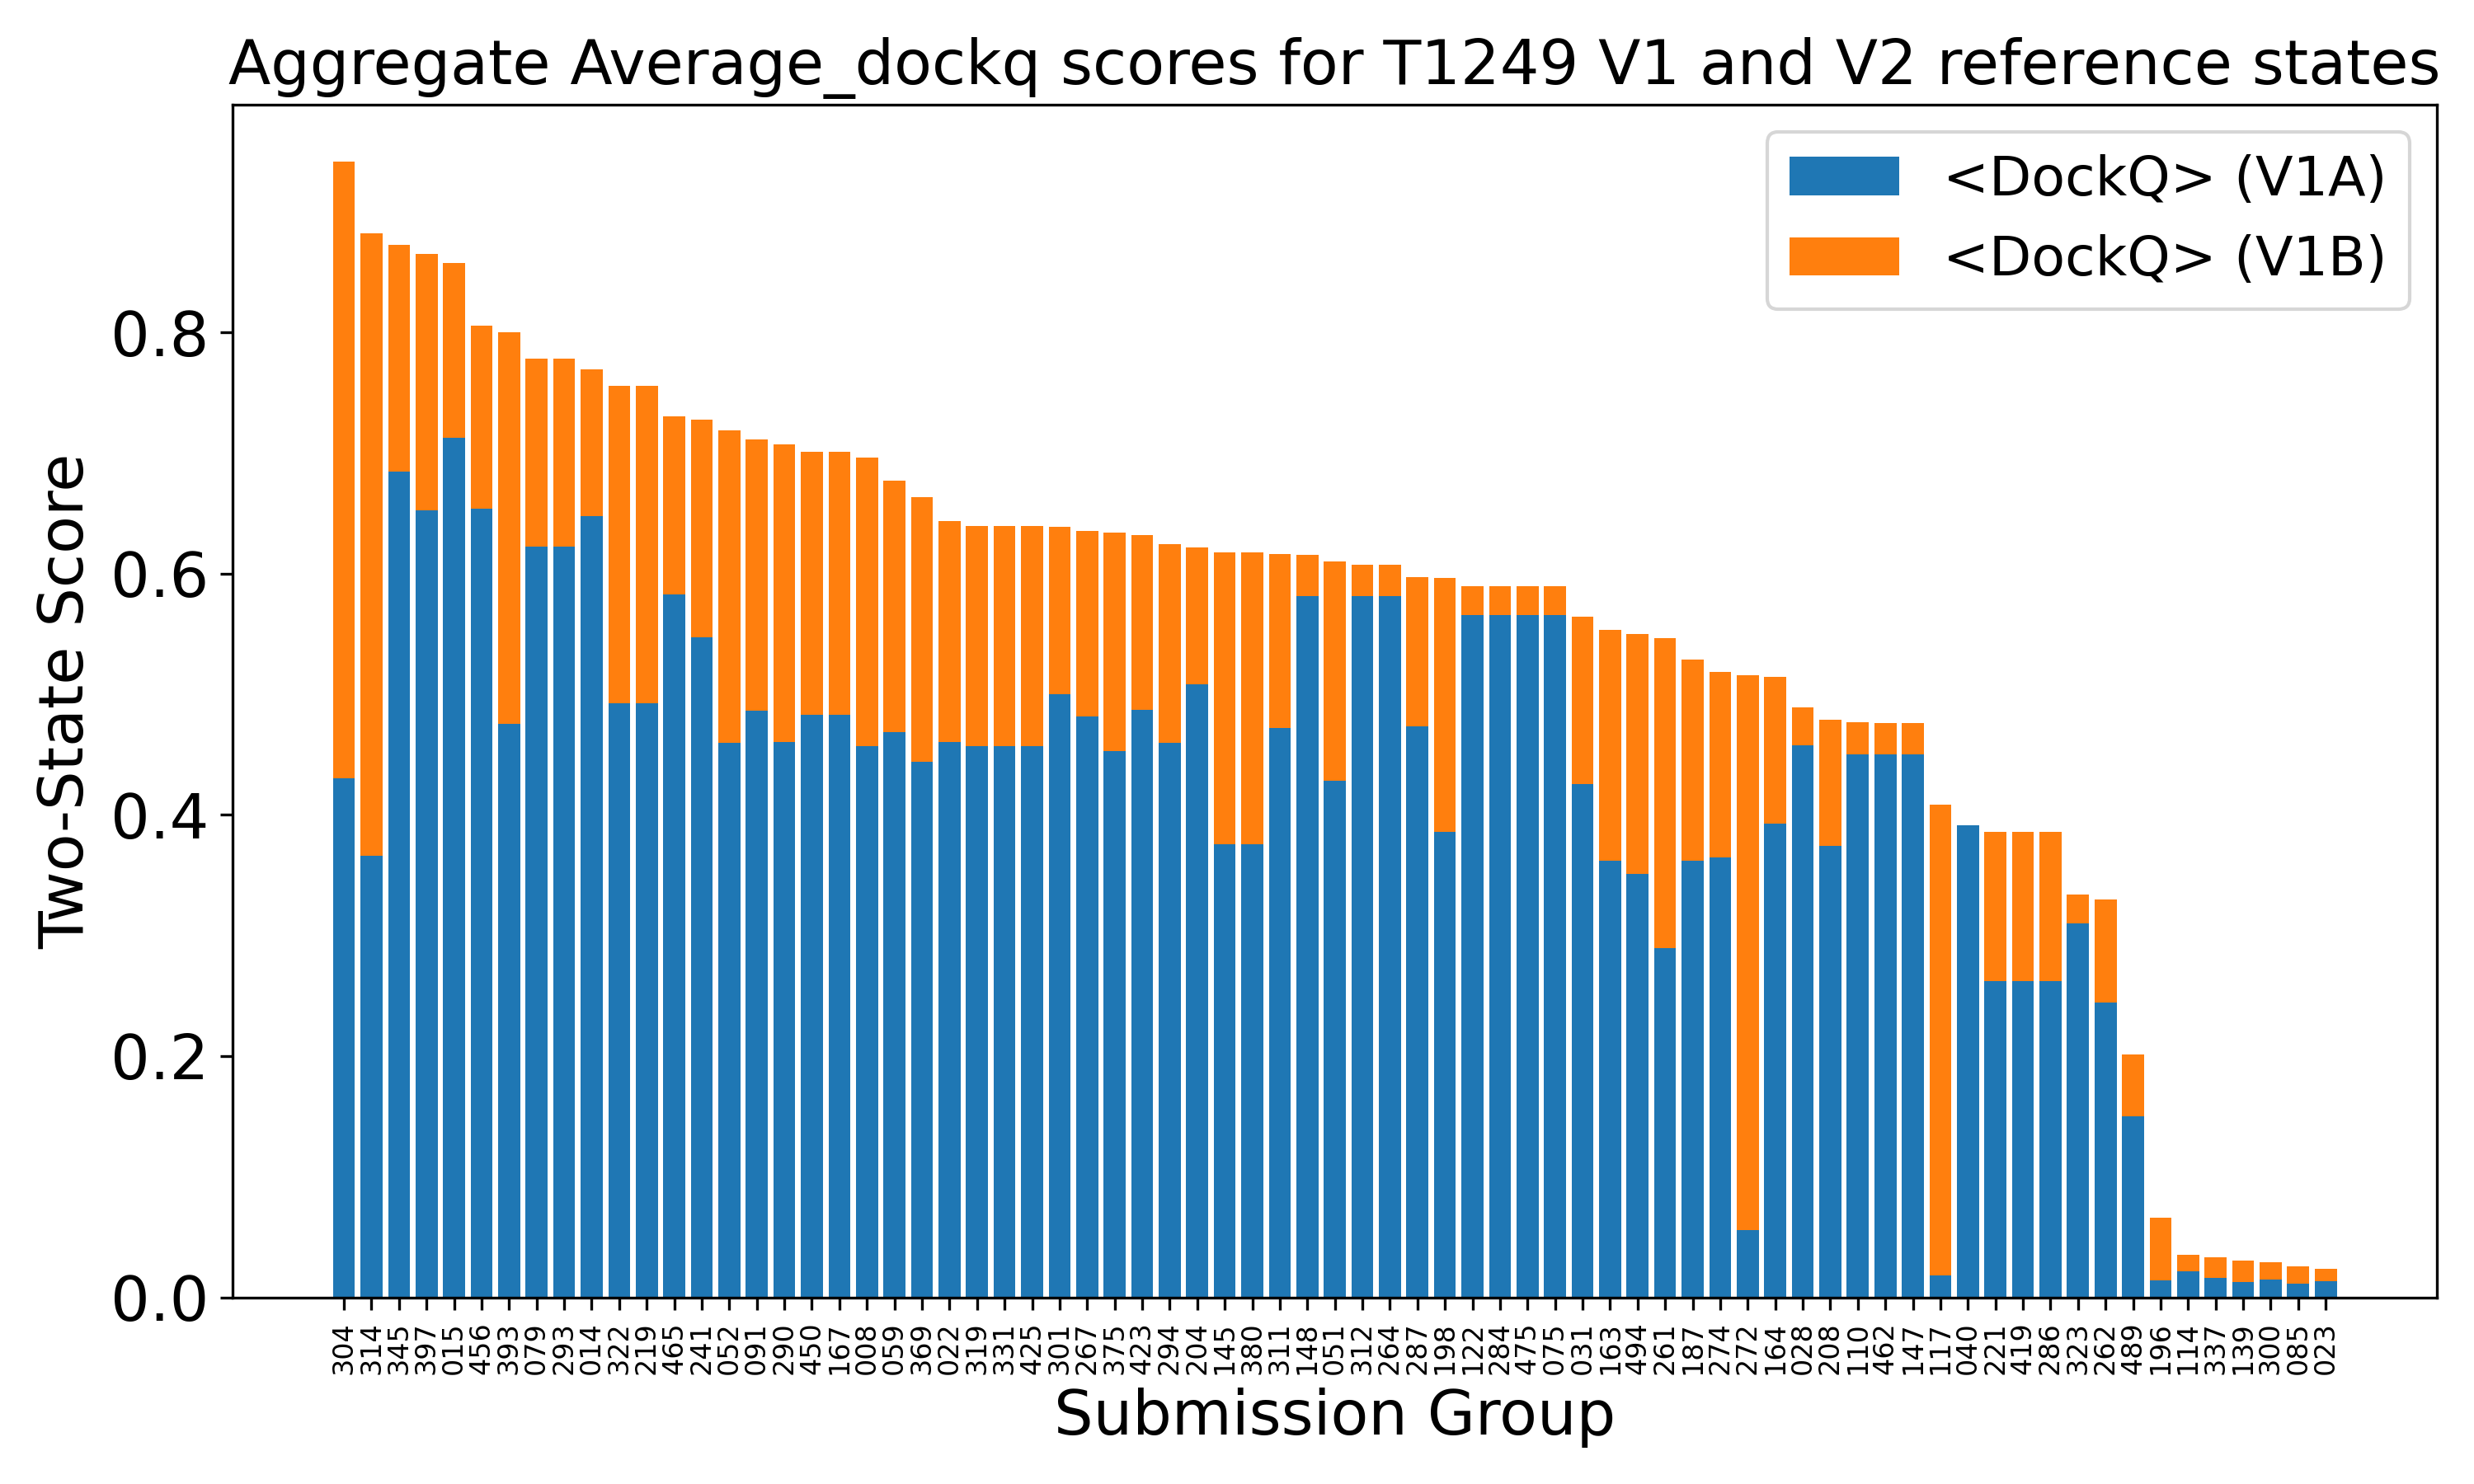 Aggregate Average_dockq scores for T1249 V1 and V2 reference states
<DockQ> (V1A)
<DockQ> (V1B)
Two-State Score
0.8
0.6
0.4
0.2
0.0
304 314 345 397 015 456 393 079 293 014 322 219 465 241 052 091 290 450 167 008 059 369 022 319 331 425 301 267 375 423 294 204 145 380 311 148 051 312 264 287 198 122 284 475 075 031 163 494 261 187 274 272 164 028 208 110 462 147 117 040 221 419 286 323 262 489 196 114 337 139 300 085 023
Submission Group